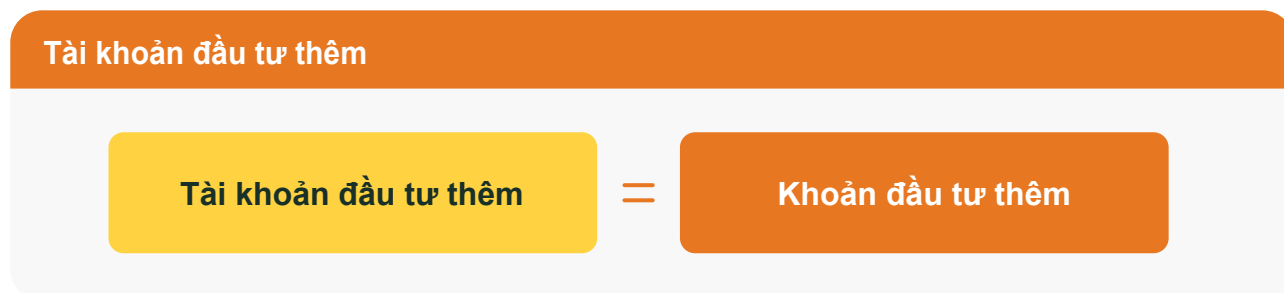 Tài khoản đầu tư thêm
Tài khoản đầu tư thêm = Khoản đầu tư thêm